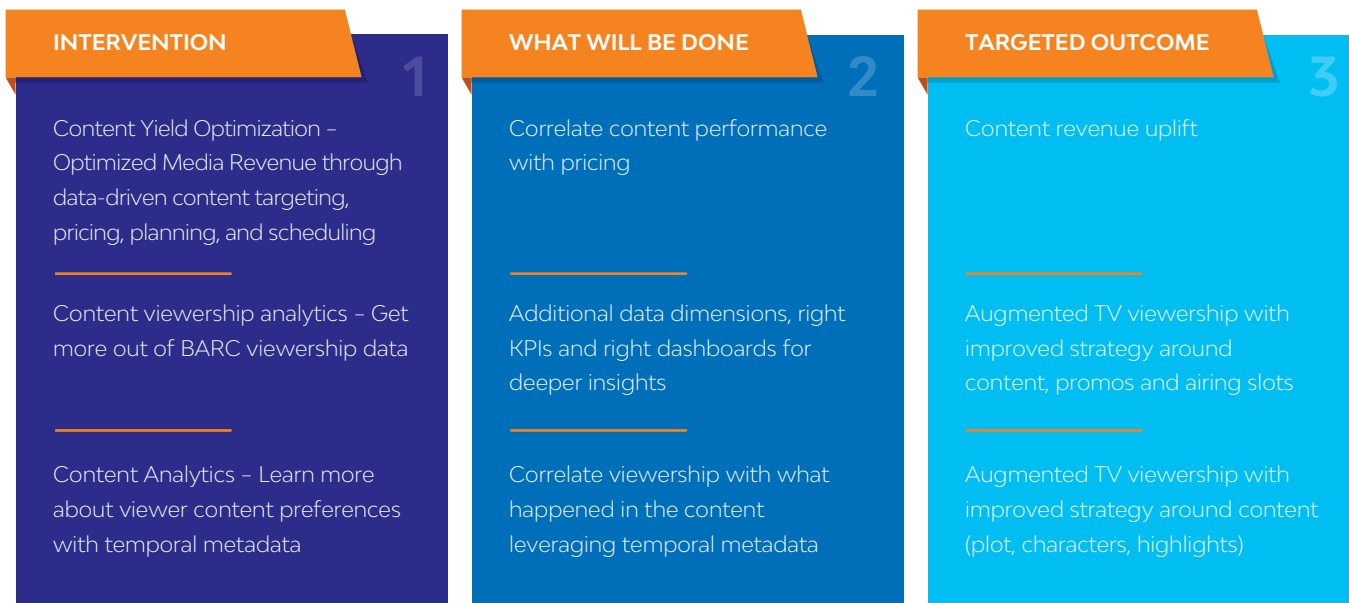 INTERVENTION
1
Content Yield Optimization –
Optimized Media Revenue through
data-driven content targeting,
pricing, planning, and scheduling
Content viewership analytics – Get
more out of BARC viewership data
Content Analytics – Learn more
about viewer content preferences
with temporal metadata
WHAT WILL BE DONE
2
Correlate content performance
with pricing
Additional data dimensions, right
KPIs and right dashboards for
deeper insights
Correlate viewership with what
happened in the content
leveraging temporal metadata
TARGETED OUTCOME
3
Content revenue uplift
Augmented TV viewership with
improved strategy around
content, promos and airing slots
Augmented TV viewership with
improved strategy around content
(plot, characters, highlights)